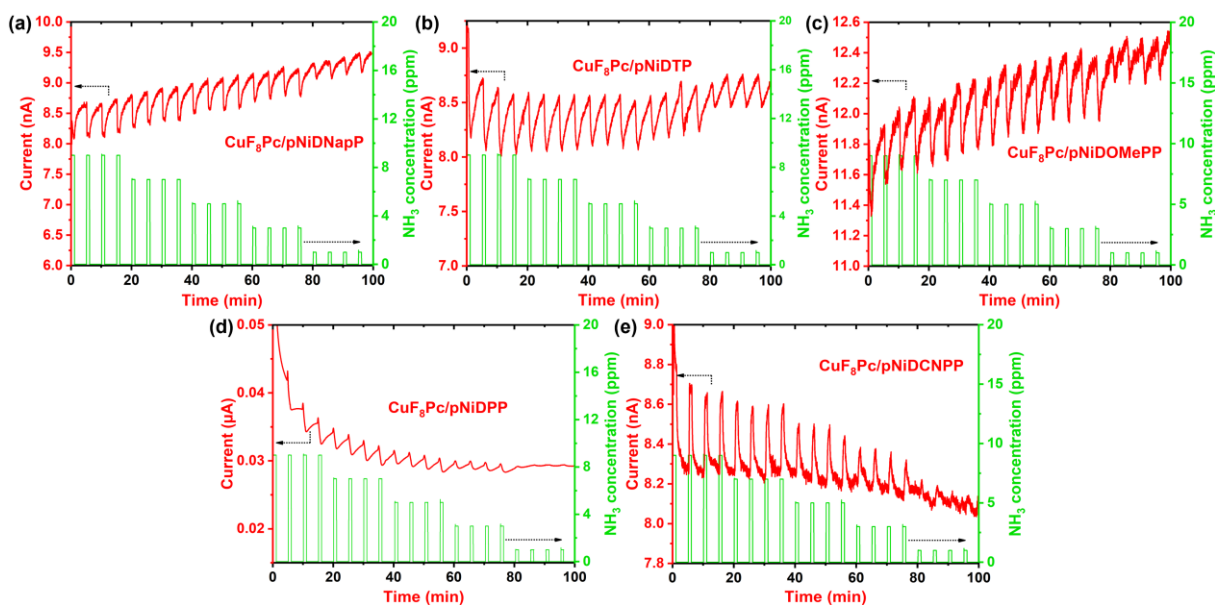 (a)
10.0
9.5
9.0
8.5
8.0
7.5
7.0
6.5
6.0
Current (nA)
CuF₈Pc/pNiDNapP
20
16
12
8
4
0
NH₃ concentration (ppm)
0 20 40 60 80 100
Time (min)
(b)
9.0
8.5
8.0
7.5
7.0
Current (nA)
CuF₈Pc/pNiDTP
20
16
12
8
4
0
NH₃ concentration (ppm)
0 20 40 60 80 100
Time (min)
(c)
12.6
12.4
12.2
12.0
11.8
11.6
11.4
11.2
11.0
Current (nA)
CuF₈Pc/pNiDOMePP
20
15
10
5
0
NH₃ concentration (ppm)
0 20 40 60 80 100
Time (min)
(d)
0.05
0.04
0.03
0.02
Current (µA)
CuF₈Pc/pNiDPP
20
16
12
8
4
0
NH₃ concentration (ppm)
0 20 40 60 80 100
Time (min)
(e)
9.0
8.8
8.6
8.4
8.2
8.0
7.8
Current (nA)
CuF₈Pc/pNiDCNPP
20
15
10
5
0
NH₃ concentration (ppm)
0 20 40 60 80 100
Time (min)